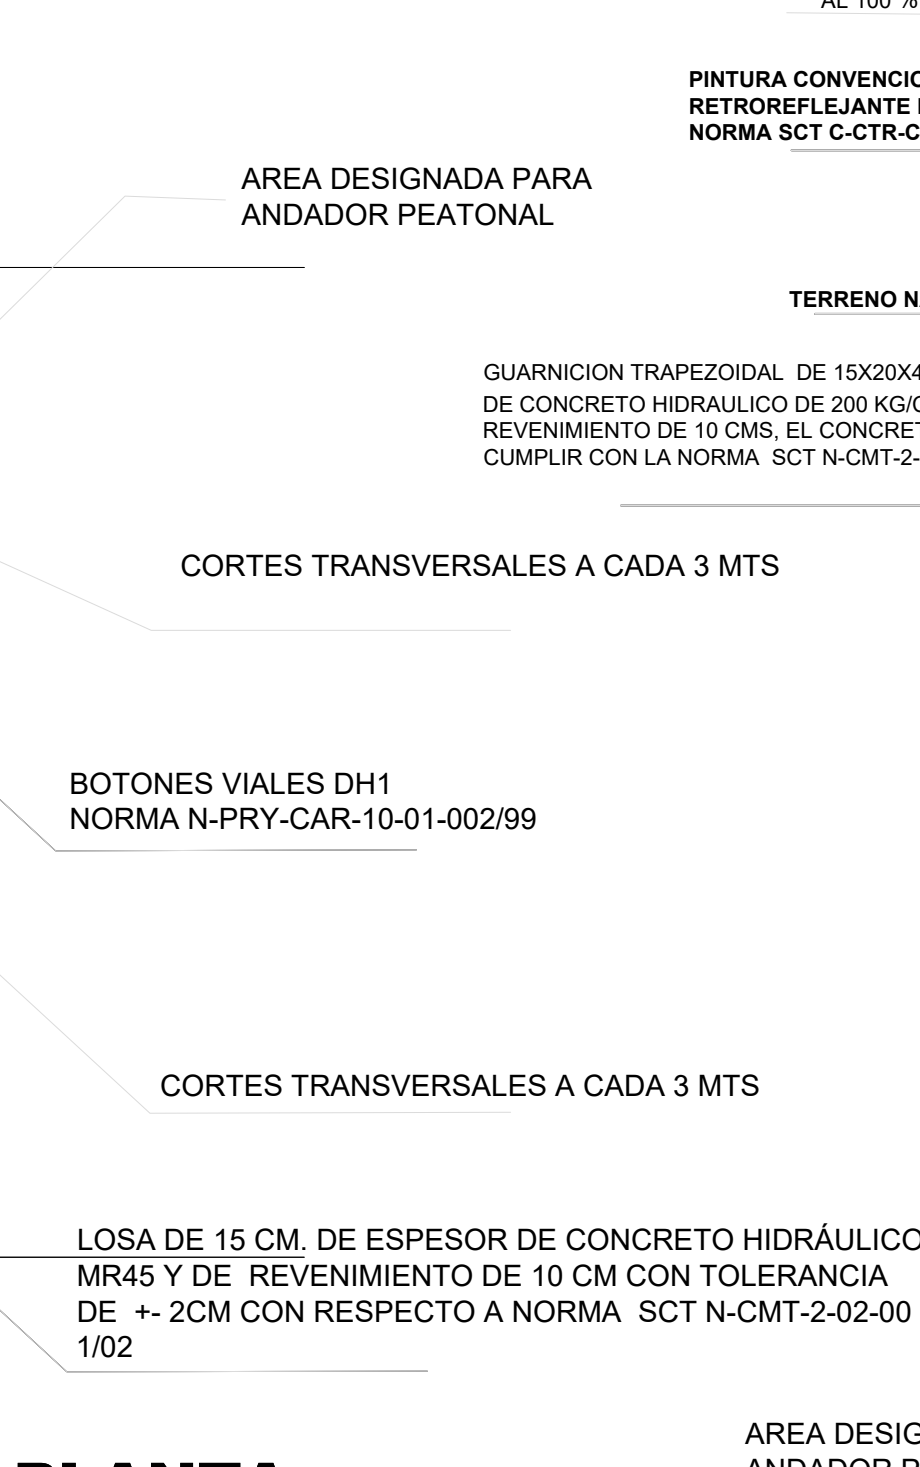 AL 100 %
PINTURA
RETROREFLEJANTE
NORMA SCT C-CTR-C
AREA DESIGNADA PARA
ANDADOR PEATONAL
TERRENO
GUARNICION TRAPEZOIDAL DE 15X20X4
DE CONCRETO HIDRAULICO DE 200
REVENIMIENTO DE 10 CMS, EL
CUMPLIR CON LA NORMA SCT N-CMT-2-
CORTES TRANSVERSALES A CADA 3 MTS
BOTONES VIALES DH1
NORMA N-PRY-CAR-10-01-002/99
CORTES TRANSVERSALES A CADA 3 MTS
LOSA DE 15 CM. DE ESPESOR DE CONCRETO HIDRÁULICO
MR45 Y DE REVENIMIENTO DE 10 CM CON TOLERANCIA
DE +- 2CM CON RESPECTO A NORMA SCT N-CMT-2-02-00
1/02
AREA
PLANTA